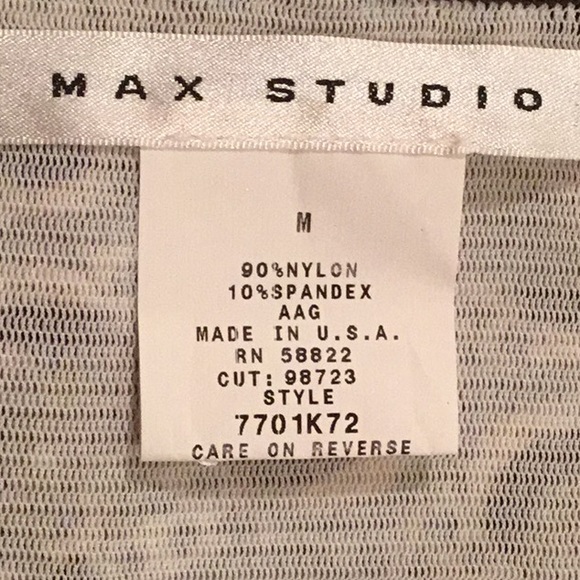 MAX STUDIO
M
90%NYLON
10%SPANDEX
AAG
MADE IN U.S.A.
RN 58822
CUT: 98723
STYLE
7701K72
CARE ON REVERSE